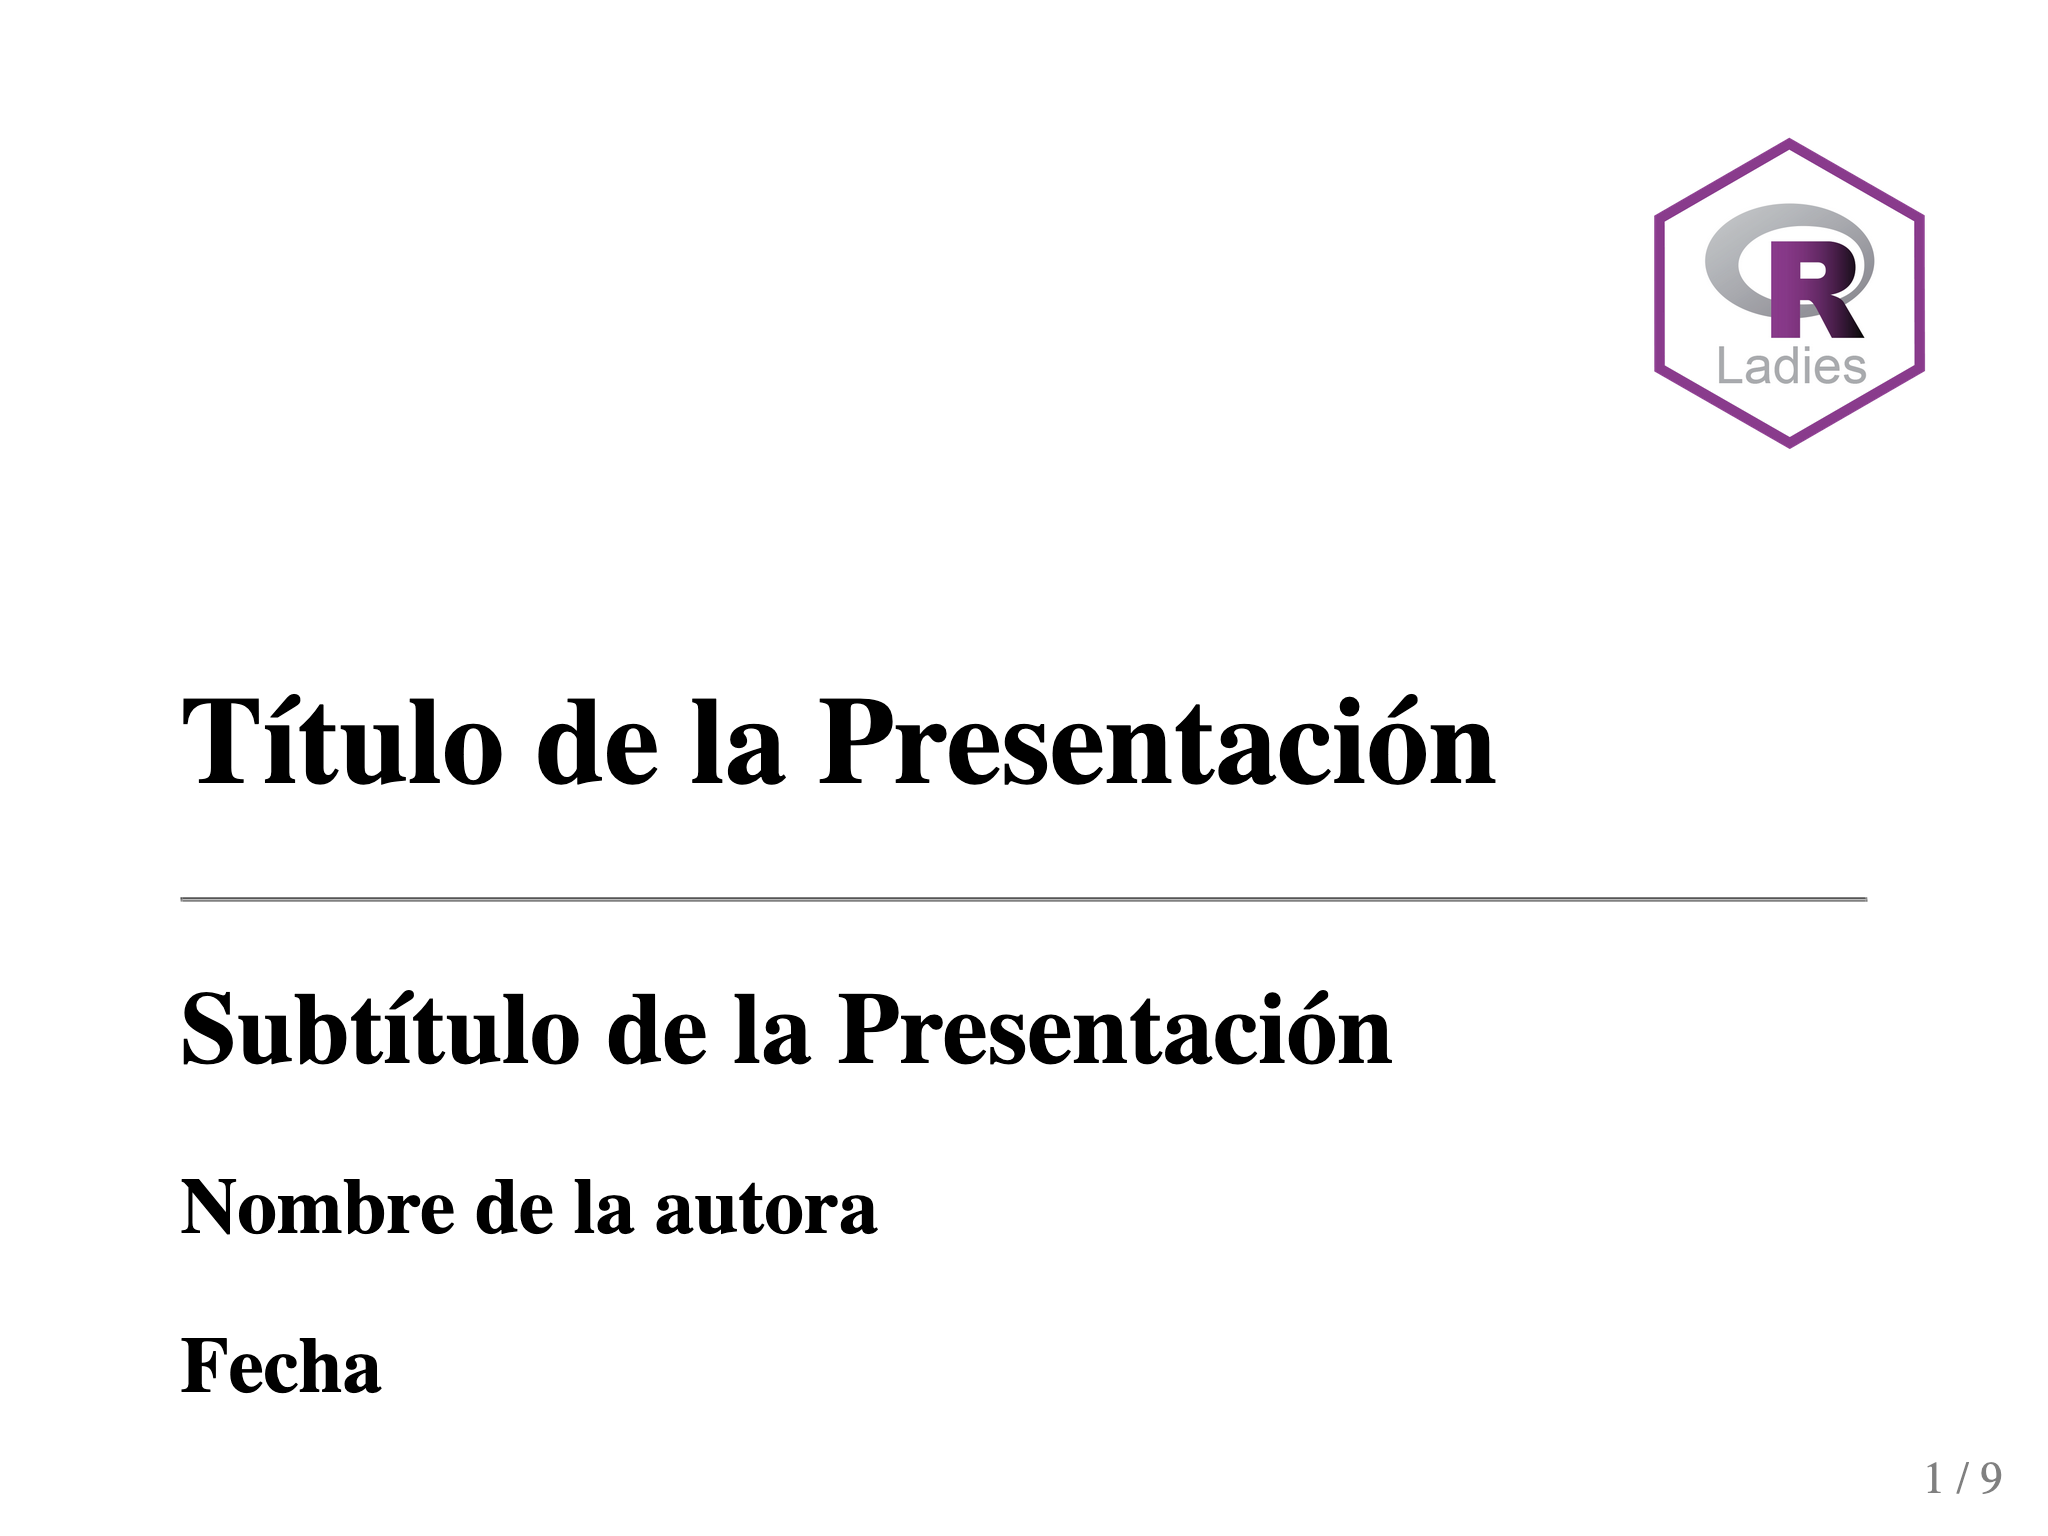 R
Ladies
Título de la Presentación
Subtítulo de la Presentación
Nombre de la autora
Fecha
1 / 9